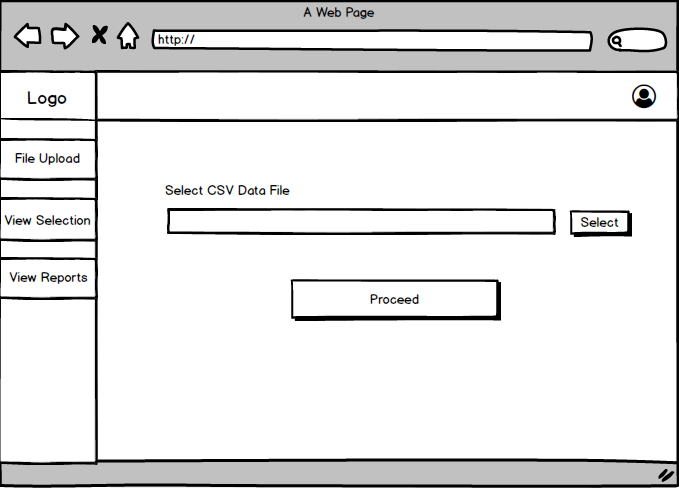 A Web Page
http://
Logo
File Upload
View Selection
View Reports
Select CSV Data File
Select
Proceed